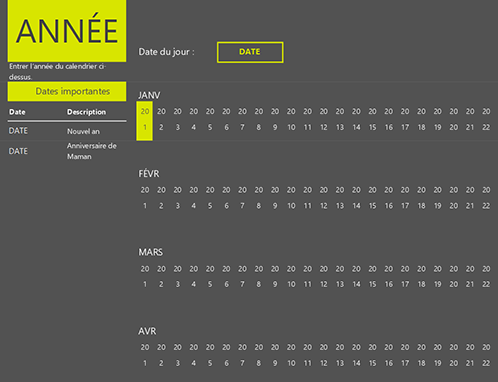 ANNÉE
Entrer l'année du calendrier ci-
dessus.
Dates importantes
Date Description
DATE Nouvel an
DATE Anniversaire de
Maman
Date du jour : DATE
JANV
20 20 20 20 20 20 20 20 20 20 20 20 20 20 20 20 20 20 20 20 20 20
1 2 3 4 5 6 7 8 9 10 11 12 13 14 15 16 17 18 19 20 21 22
FÉVR
20 20 20 20 20 20 20 20 20 20 20 20 20 20 20 20 20 20 20 20 20 20
1 2 3 4 5 6 7 8 9 10 11 12 13 14 15 16 17 18 19 20 21 22
MARS
20 20 20 20 20 20 20 20 20 20 20 20 20 20 20 20 20 20 20 20 20 20
1 2 3 4 5 6 7 8 9 10 11 12 13 14 15 16 17 18 19 20 21 22
AVR
20 20 20 20 20 20 20 20 20 20 20 20 20 20 20 20 20 20 20 20 20 20
1 2 3 4 5 6 7 8 9 10 11 12 13 14 15 16 17 18 19 20 21 22